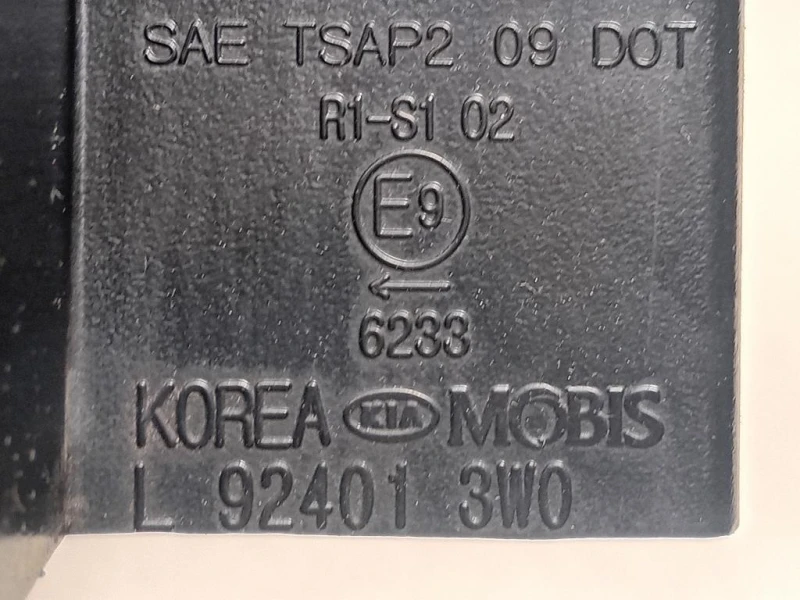 SAE TSAP2 09 DOT
R1-S1 02
E9
←
6233
KOREA KIA MOBIS
L 92401 3W0